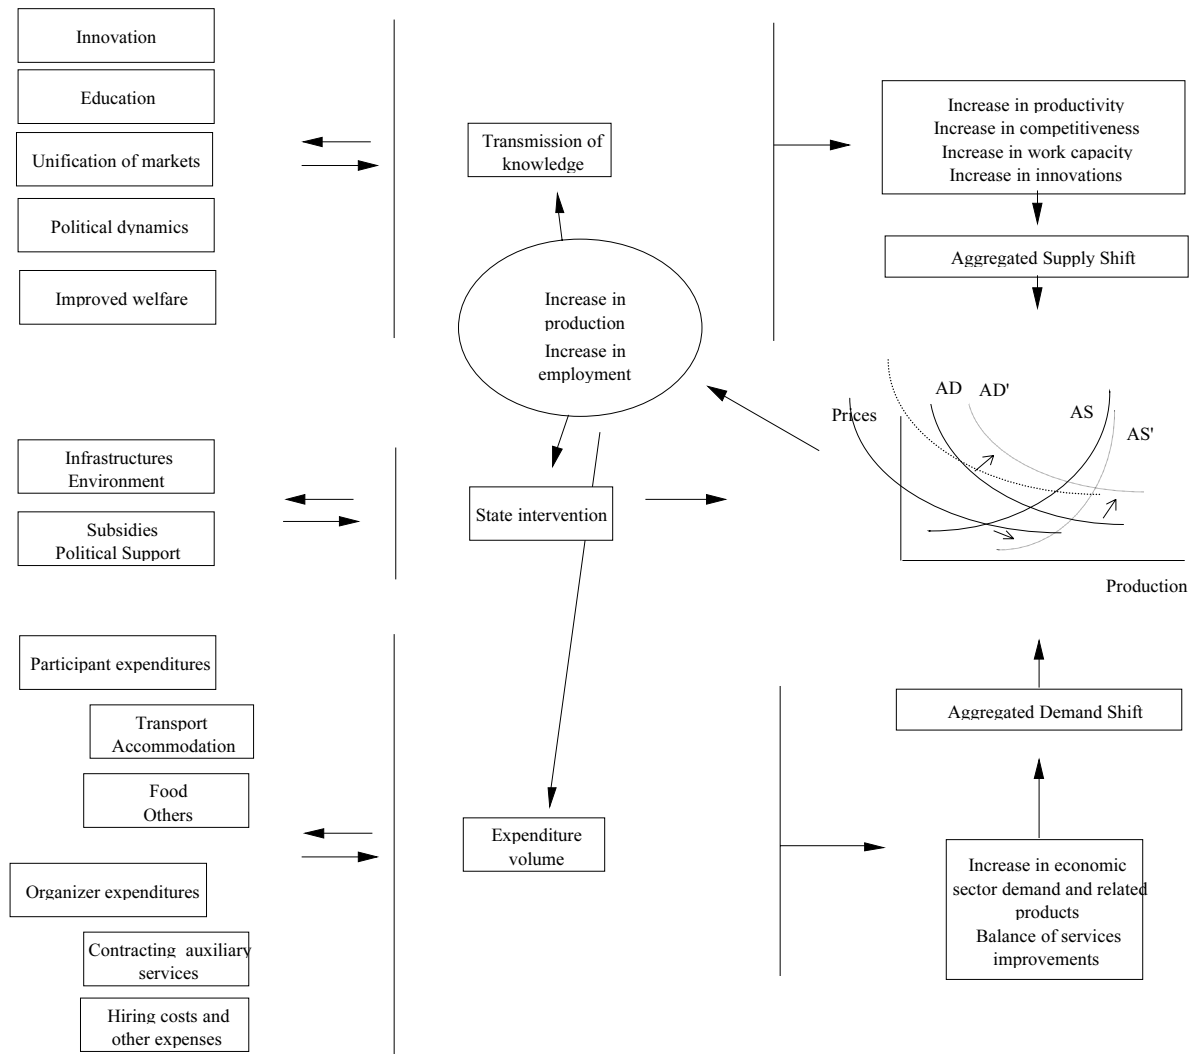 Innovation
Education
Unification of markets
Political dynamics
Improved welfare
Transmission of
knowledge
Increase in
production
Increase in
employment
Increase in productivity
Increase in competitiveness
Increase in work capacity
Increase in innovations
Aggregated Supply Shift
Prices
AD
AD'
AS
AS'
Production
Infrastructures
Environment
Subsidies
Political Support
State intervention
Participant expenditures
Transport
Accommodation
Food
Others
Organizer expenditures
Contracting auxiliary
services
Hiring costs and
other expenses
Expenditure
volume
Aggregated Demand Shift
Increase in economic
sector demand and related
products
Balance of services
improvements